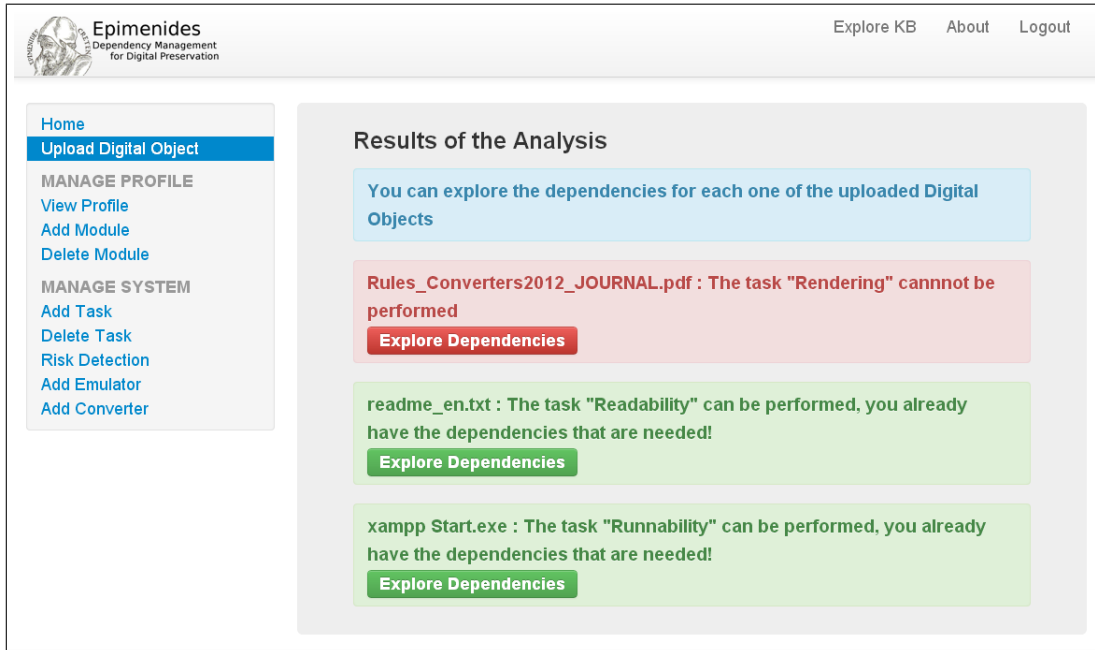 Epimenides
Dependency Management
for Digital Preservation
Explore KB About Logout
Home
Upload Digital Object
MANAGE PROFILE
View Profile
Add Module
Delete Module
MANAGE SYSTEM
Add Task
Delete Task
Risk Detection
Add Emulator
Add Converter
Results of the Analysis
You can explore the dependencies for each one of the uploaded Digital
Objects
Rules_Converters2012_JOURNAL.pdf : The task "Rendering" cannnot be
performed
Explore Dependencies
readme_en.txt : The task "Readability" can be performed, you already
have the dependencies that are needed!
Explore Dependencies
xampp Start.exe : The task "Runnability" can be performed, you already
have the dependencies that are needed!
Explore Dependencies